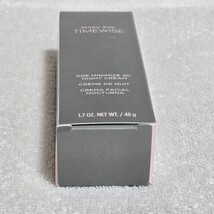 MARY KAY
TIMEWISE
AGE MINIMIZE 3D
NIGHT CREAM
CRÈME DE NUIT
CREMA FACIAL
NOCTURNA
1.7 OZ. NET WT. / 48 g